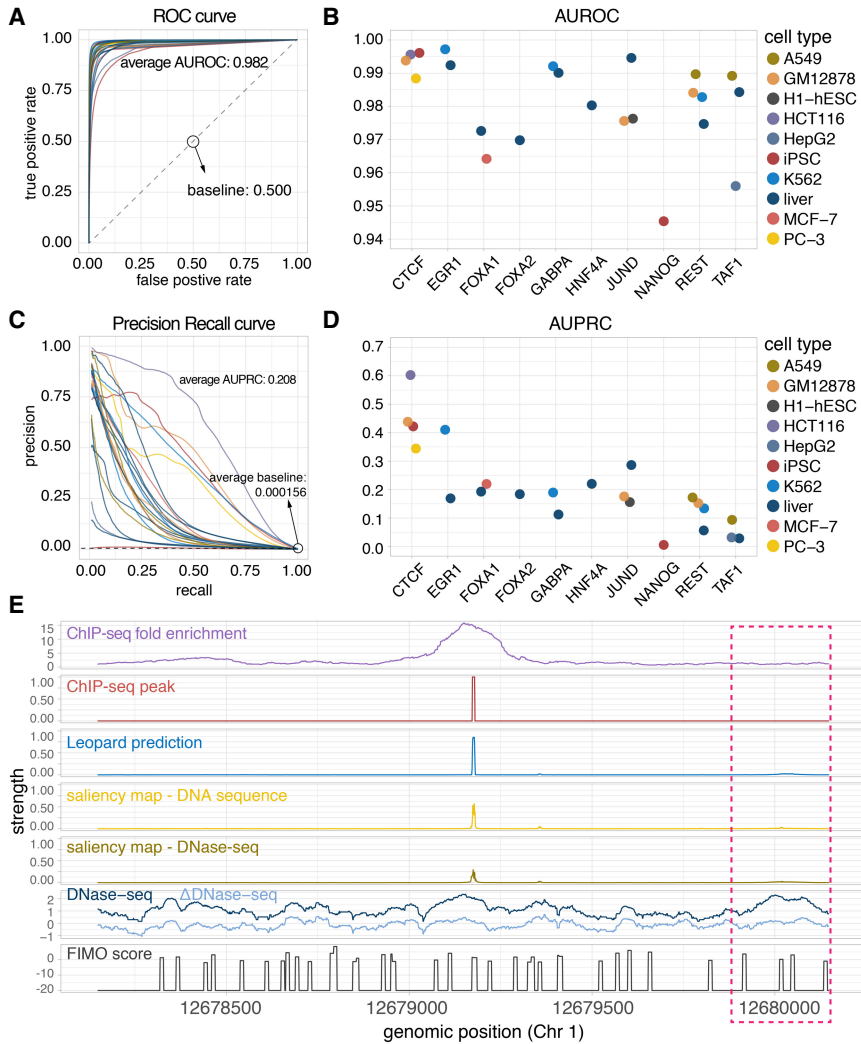 A
ROC curve
1.00
0.75
0.50
0.25
0.00
true positive rate
average AUROC: 0.982
baseline: 0.500
0.00 0.25 0.50 0.75 1.00
false postive rate
B
AUROC
1.00
0.99
0.98
0.97
0.96
0.95
0.94
CTCF EGR1 FOXA1 FOXA2 GABPA HNF4A JUND NANOG REST TAF1
cell type
A549
GM12878
H1−hESC
HCT116
HepG2
iPSC
K562
liver
MCF−7
PC−3
C
Precision Recall curve
1.00
0.75
0.50
0.25
0.00
precision
average AUPRC: 0.208
average baseline:
0.000156
0.00 0.25 0.50 0.75 1.00
recall
D
AUPRC
0.7
0.6
0.5
0.4
0.3
0.2
0.1
0.0
CTCF EGR1 FOXA1 FOXA2 GABPA HNF4A JUND NANOG REST TAF1
cell type
A549
GM12878
H1−hESC
HCT116
HepG2
iPSC
K562
liver
MCF−7
PC−3
E
strength
15
10
5
0
ChIP-seq fold enrichment
1.00
0.50
0.00
ChIP-seq peak
1.00
0.50
0.00
Leopard prediction
1.00
0.50
0.00
saliency map - DNA sequence
1.00
0.50
0.00
saliency map - DNase-seq
2
1
0
−1
DNase−seq ΔDNase−seq
0
−10
−20
FIMO score
12678500 12679000 12679500 12680000
genomic position (Chr 1)